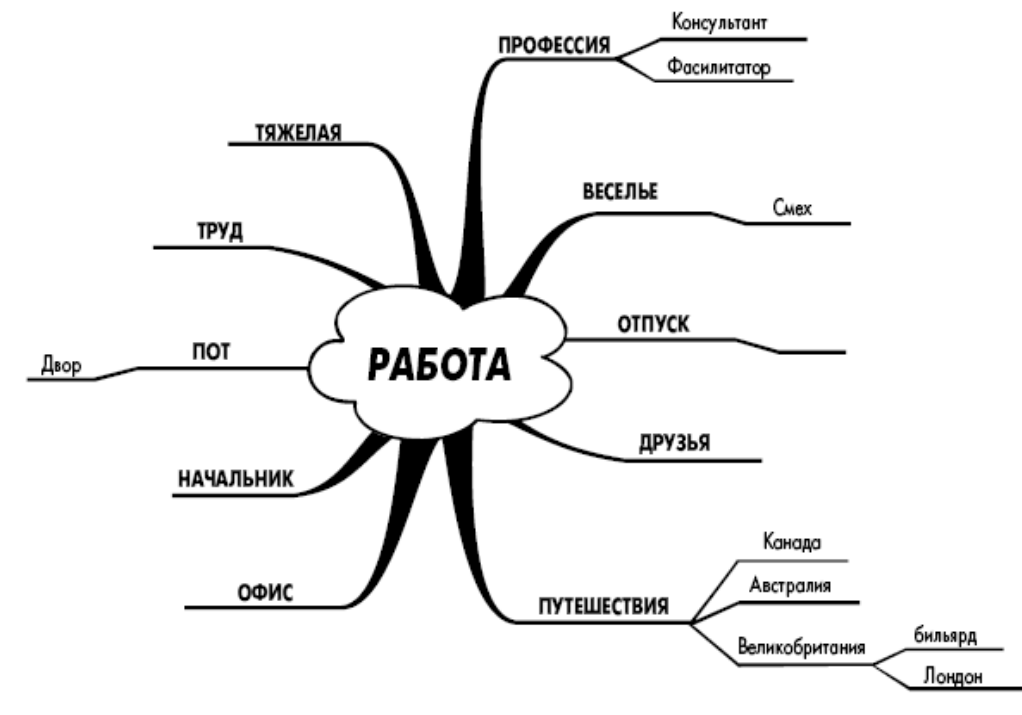 Консультант
ПРОФЕССИЯ
Фасилитатор
ТЯЖЕЛАЯ
ВЕСЕЛЬЕ
Смех
ТРУД
ОТПУСК
РАБОТА
ПОТ
Двор
ДРУЗЬЯ
НАЧАЛЬНИК
Канада
Австралия
ОФИС
ПУТЕШЕСТВИЯ
Великобритания
бильярд
Лондон